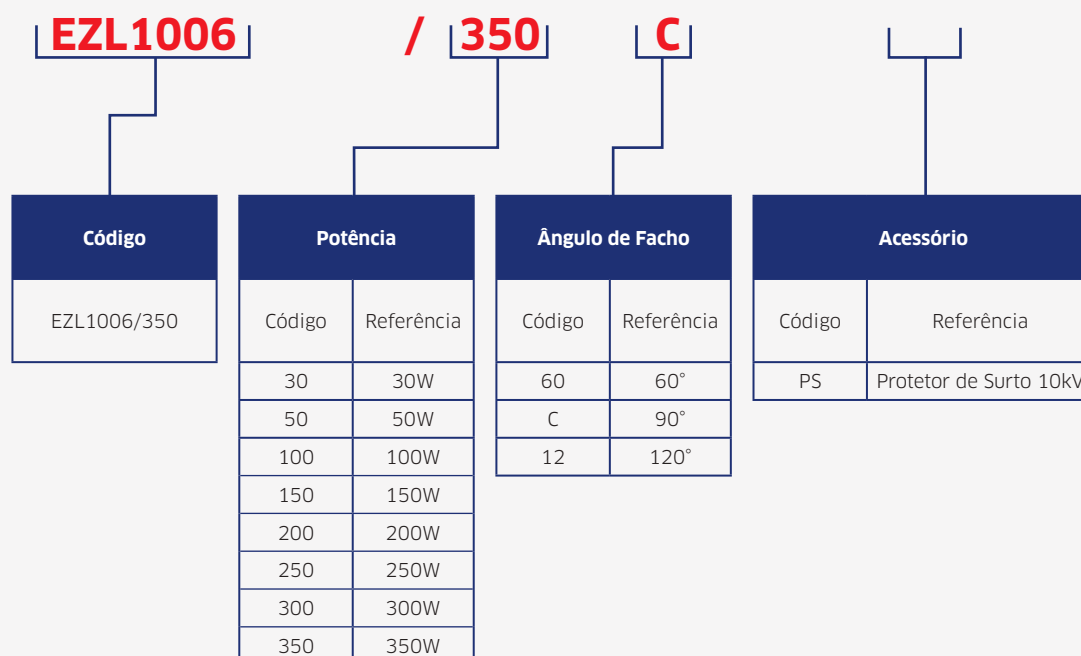 EZL1006 / 350 C
Código Potência Ângulo de Facho Acessório
EZL1006/350 Código Referência Código Referência Código Referência
30 30W 60 60° PS Protetor de Surto 10kV
50 50W C 90°
100 100W 12 120°
150 150W
200 200W
250 250W
300 300W
350 350W